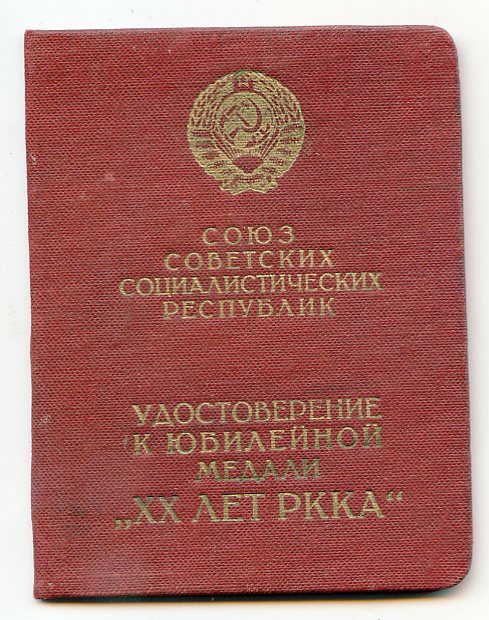 СОЮЗ
СОВЕТСКИХ
СОЦИАЛИСТИЧЕСКИХ
РЕСПУБЛИК
УДОСТОВЕРЕНИЕ
К ЮБИЛЕЙНОЙ
МЕДАЛИ
„XX ЛЕТ РККА“